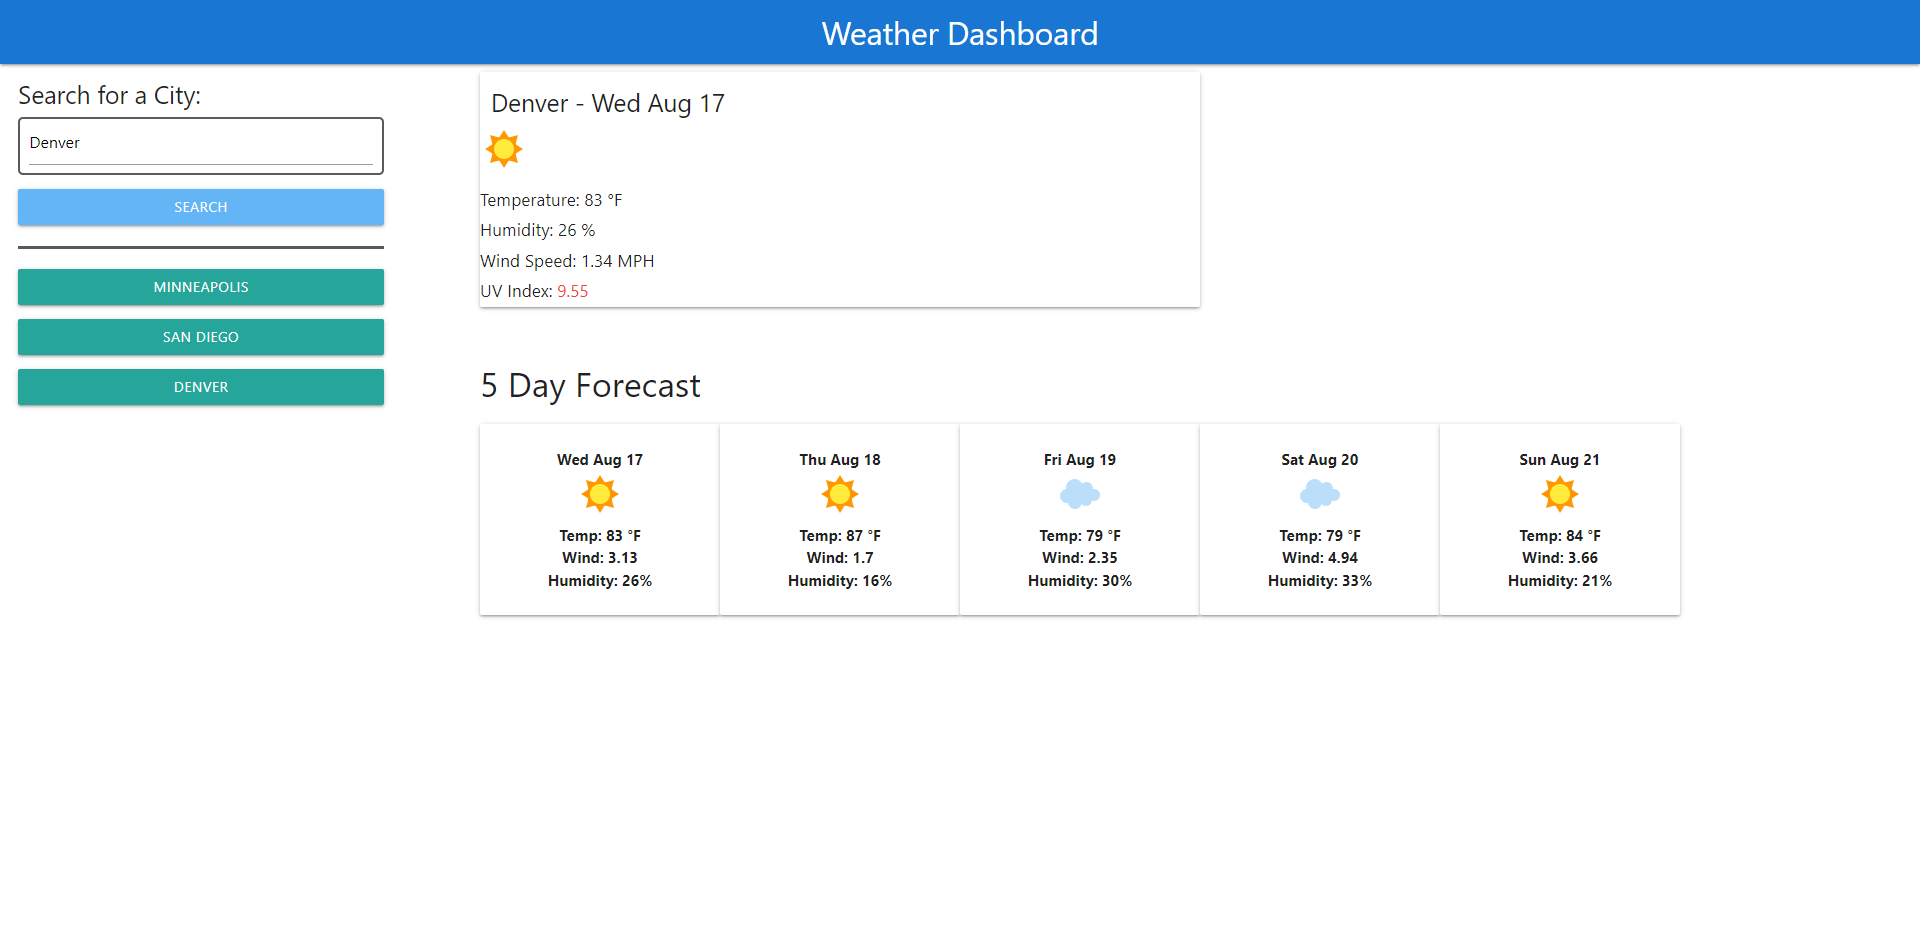 Weather Dashboard
Search for a City:
Denver
SEARCH
MINNEAPOLIS
SAN DIEGO
DENVER
Denver - Wed Aug 17
Temperature: 83 °F
Humidity: 26 %
Wind Speed: 1.34 MPH
UV Index: 9.55
5 Day Forecast
Wed Aug 17
Temp: 83 °F
Wind: 3.13
Humidity: 26%
Thu Aug 18
Temp: 87 °F
Wind: 1.7
Humidity: 16%
Fri Aug 19
Temp: 79 °F
Wind: 2.35
Humidity: 30%
Sat Aug 20
Temp: 79 °F
Wind: 4.94
Humidity: 33%
Sun Aug 21
Temp: 84 °F
Wind: 3.66
Humidity: 21%